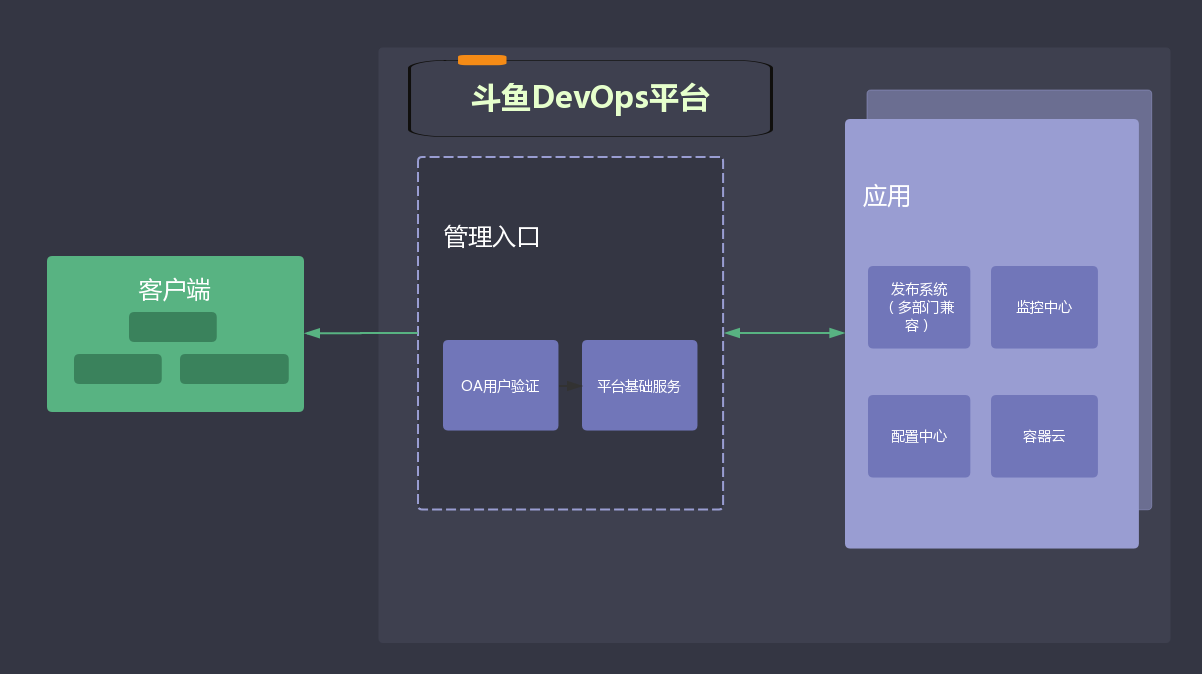 斗鱼DevOps平台
客户端
管理入口
OA用户验证
平台基础服务
应用
发布系统
（多部门兼
容）
监控中心
配置中心
容器云